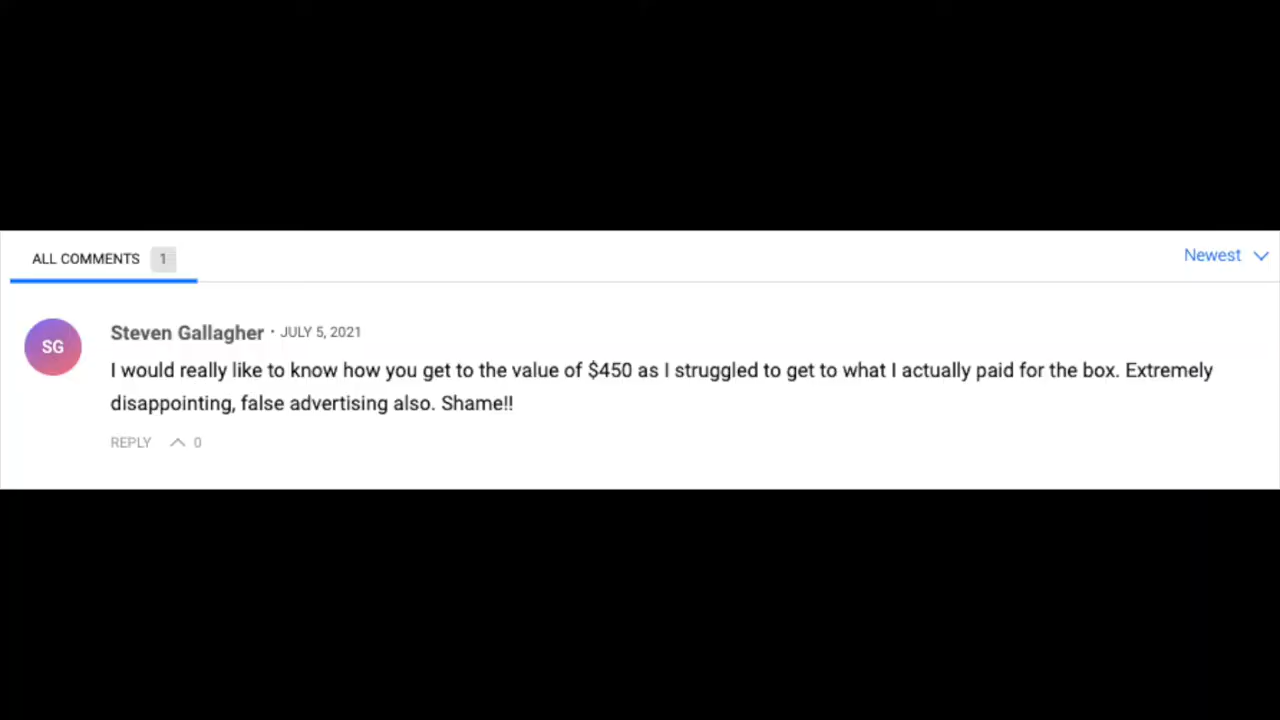 ALL COMMENTS 1
Newest
SG
Steven Gallagher · JULY 5, 2021
I would really like to know how you get to the value of $450 as I struggled to get to what I actually paid for the box. Extremely
disappointing, false advertising also. Shame!!
REPLY 0